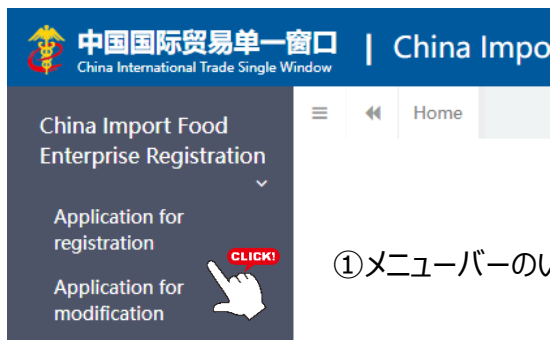 中国国际贸易单一窗口
China International Trade Single Window
| China Impo
China Import Food
Enterprise Registration
Home
Application for
registration
CLICK!
Application for
modification
①メニューバーのい